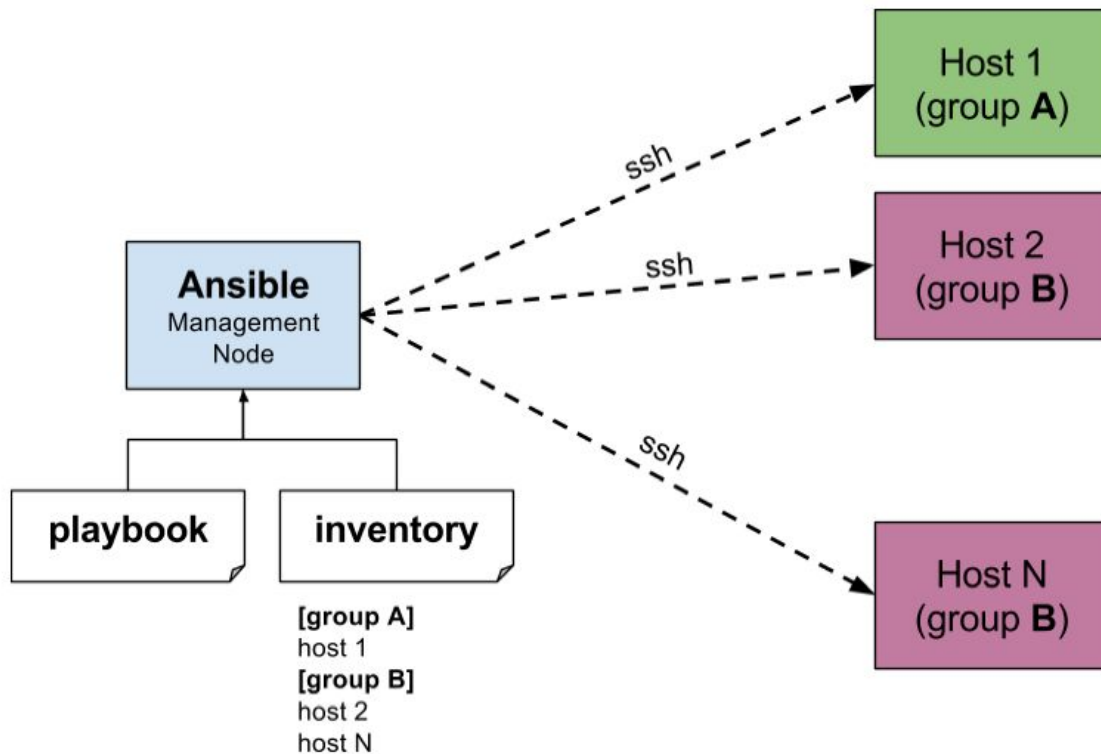 Host 1
(group A)
ssh
Host 2
(group B)
ssh
Ansible
Management
Node
ssh
playbook
inventory
Host N
(group B)
[group A]
host 1
[group B]
host 2
host N